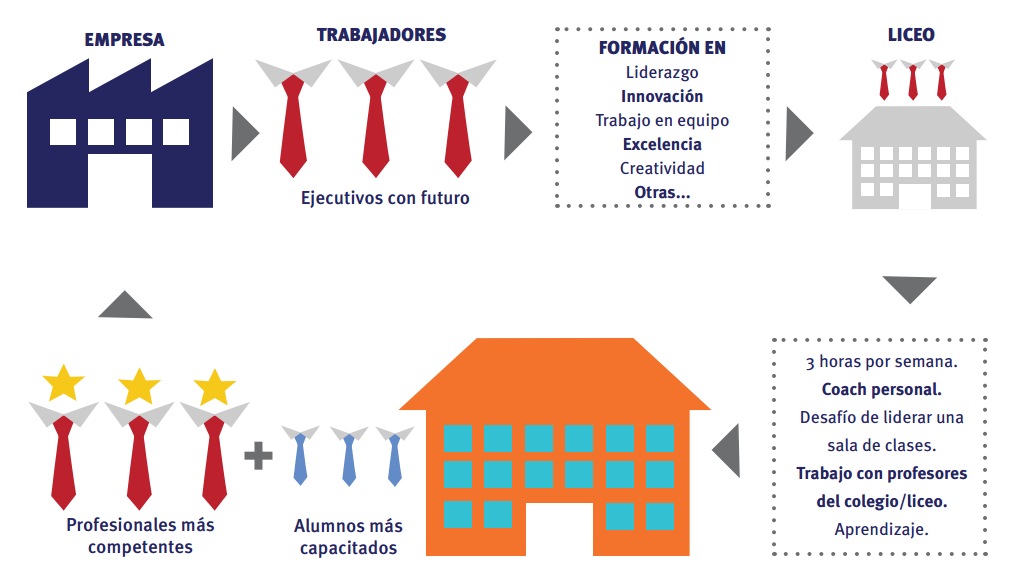 EMPRESA
TRABAJADORES
Ejecutivos con futuro
FORMACIÓN EN
Liderazgo
Innovación
Trabajo en equipo
Excelencia
Creatividad
Otras...
LICEO
3 horas por semana.
Coach personal.
Desafío de liderar una
sala de clases.
Trabajo con profesores
del colegio/liceo.
Aprendizaje.
Alumnos más
capacitados
Profesionales más
competentes